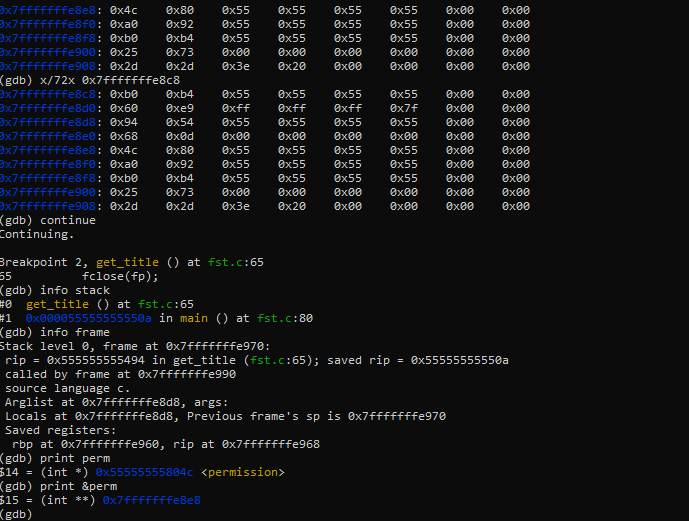 0x7fffffffe8e8: 0x4c 0x80 0x55 0x55 0x55 0x55 0x00 0x00
0x7fffffffe8f0: 0xa0 0x92 0x55 0x55 0x55 0x55 0x00 0x00
0x7fffffffe8f8: 0xb0 0xb4 0x55 0x55 0x55 0x55 0x00 0x00
0x7fffffffe900: 0x25 0x73 0x00 0x00 0x00 0x00 0x00 0x00
0x7fffffffe908: 0x2d 0x2d 0x3e 0x20 0x00 0x00 0x00 0x00
(gdb) x/72x 0x7fffffffe8c8
0x7fffffffe8c8: 0xb0 0xb4 0x55 0x55 0x55 0x55 0x00 0x00
0x7fffffffe8d0: 0x60 0xe9 0xff 0xff 0xff 0x7f 0x00 0x00
0x7fffffffe8d8: 0x94 0x54 0x55 0x55 0x55 0x55 0x00 0x00
0x7fffffffe8e0: 0x68 0x0d 0x00 0x00 0x00 0x00 0x00 0x00
0x7fffffffe8e8: 0x4c 0x80 0x55 0x55 0x55 0x55 0x00 0x00
0x7fffffffe8f0: 0xa0 0x92 0x55 0x55 0x55 0x55 0x00 0x00
0x7fffffffe8f8: 0xb0 0xb4 0x55 0x55 0x55 0x55 0x00 0x00
0x7fffffffe900: 0x25 0x73 0x00 0x00 0x00 0x00 0x00 0x00
0x7fffffffe908: 0x2d 0x2d 0x3e 0x20 0x00 0x00 0x00 0x00
(gdb) continue
Continuing.
Breakpoint 2, get_title () at fst.c:65
65 fclose(fp);
(gdb) info stack
#0 get_title () at fst.c:65
#1 0x000055555555550a in main () at fst.c:80
(gdb) info frame
Stack level 0, frame at 0x7fffffffe970:
rip = 0x555555555494 in get_title (fst.c:65); saved rip = 0x55555555550a
called by frame at 0x7fffffffe990
source language c.
Arglist at 0x7fffffffe8d8, args:
Locals at 0x7fffffffe8d8, Previous frame's sp is 0x7fffffffe970
Saved registers:
rbp at 0x7fffffffe960, rip at 0x7fffffffe968
(gdb) print perm
$14 = (int *) 0x55555555804c <permission>
(gdb) print &perm
$15 = (int **) 0x7fffffffe8e8
(gdb)